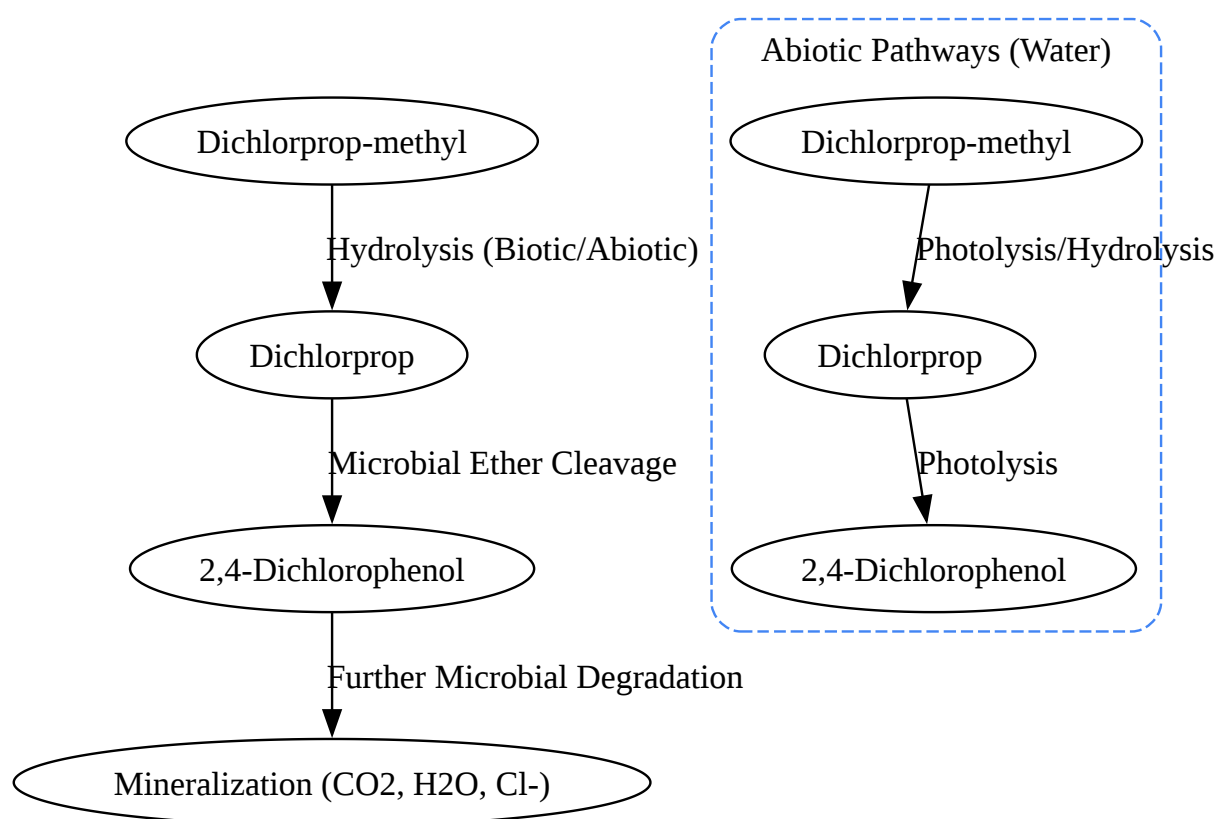 Dichlorprop-methyl
Hydrolysis (Biotic/Abiotic)
Dichlorprop
Microbial Ether Cleavage
2,4-Dichlorophenol
Further Microbial Degradation
Mineralization (CO2, H2O, Cl-)
Abiotic Pathways (Water)
Dichlorprop-methyl
Photolysis/Hydrolysis
Dichlorprop
Photolysis
2,4-Dichlorophenol